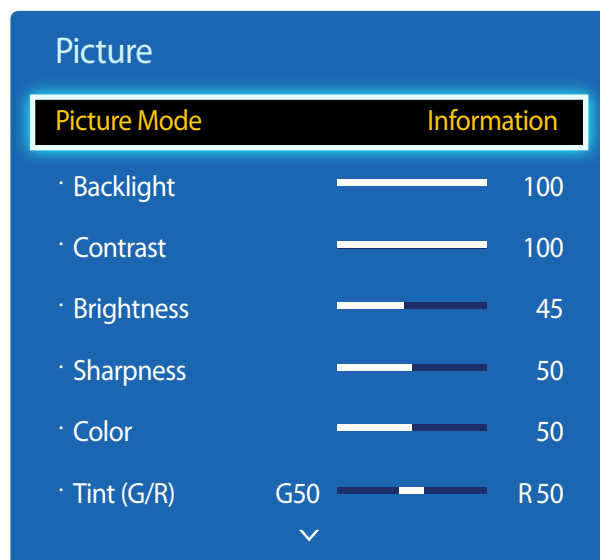 Picture
Picture Mode Information
· Backlight 100
· Contrast 100
· Brightness 45
· Sharpness 50
· Color 50
· Tint (G/R) G50 R50